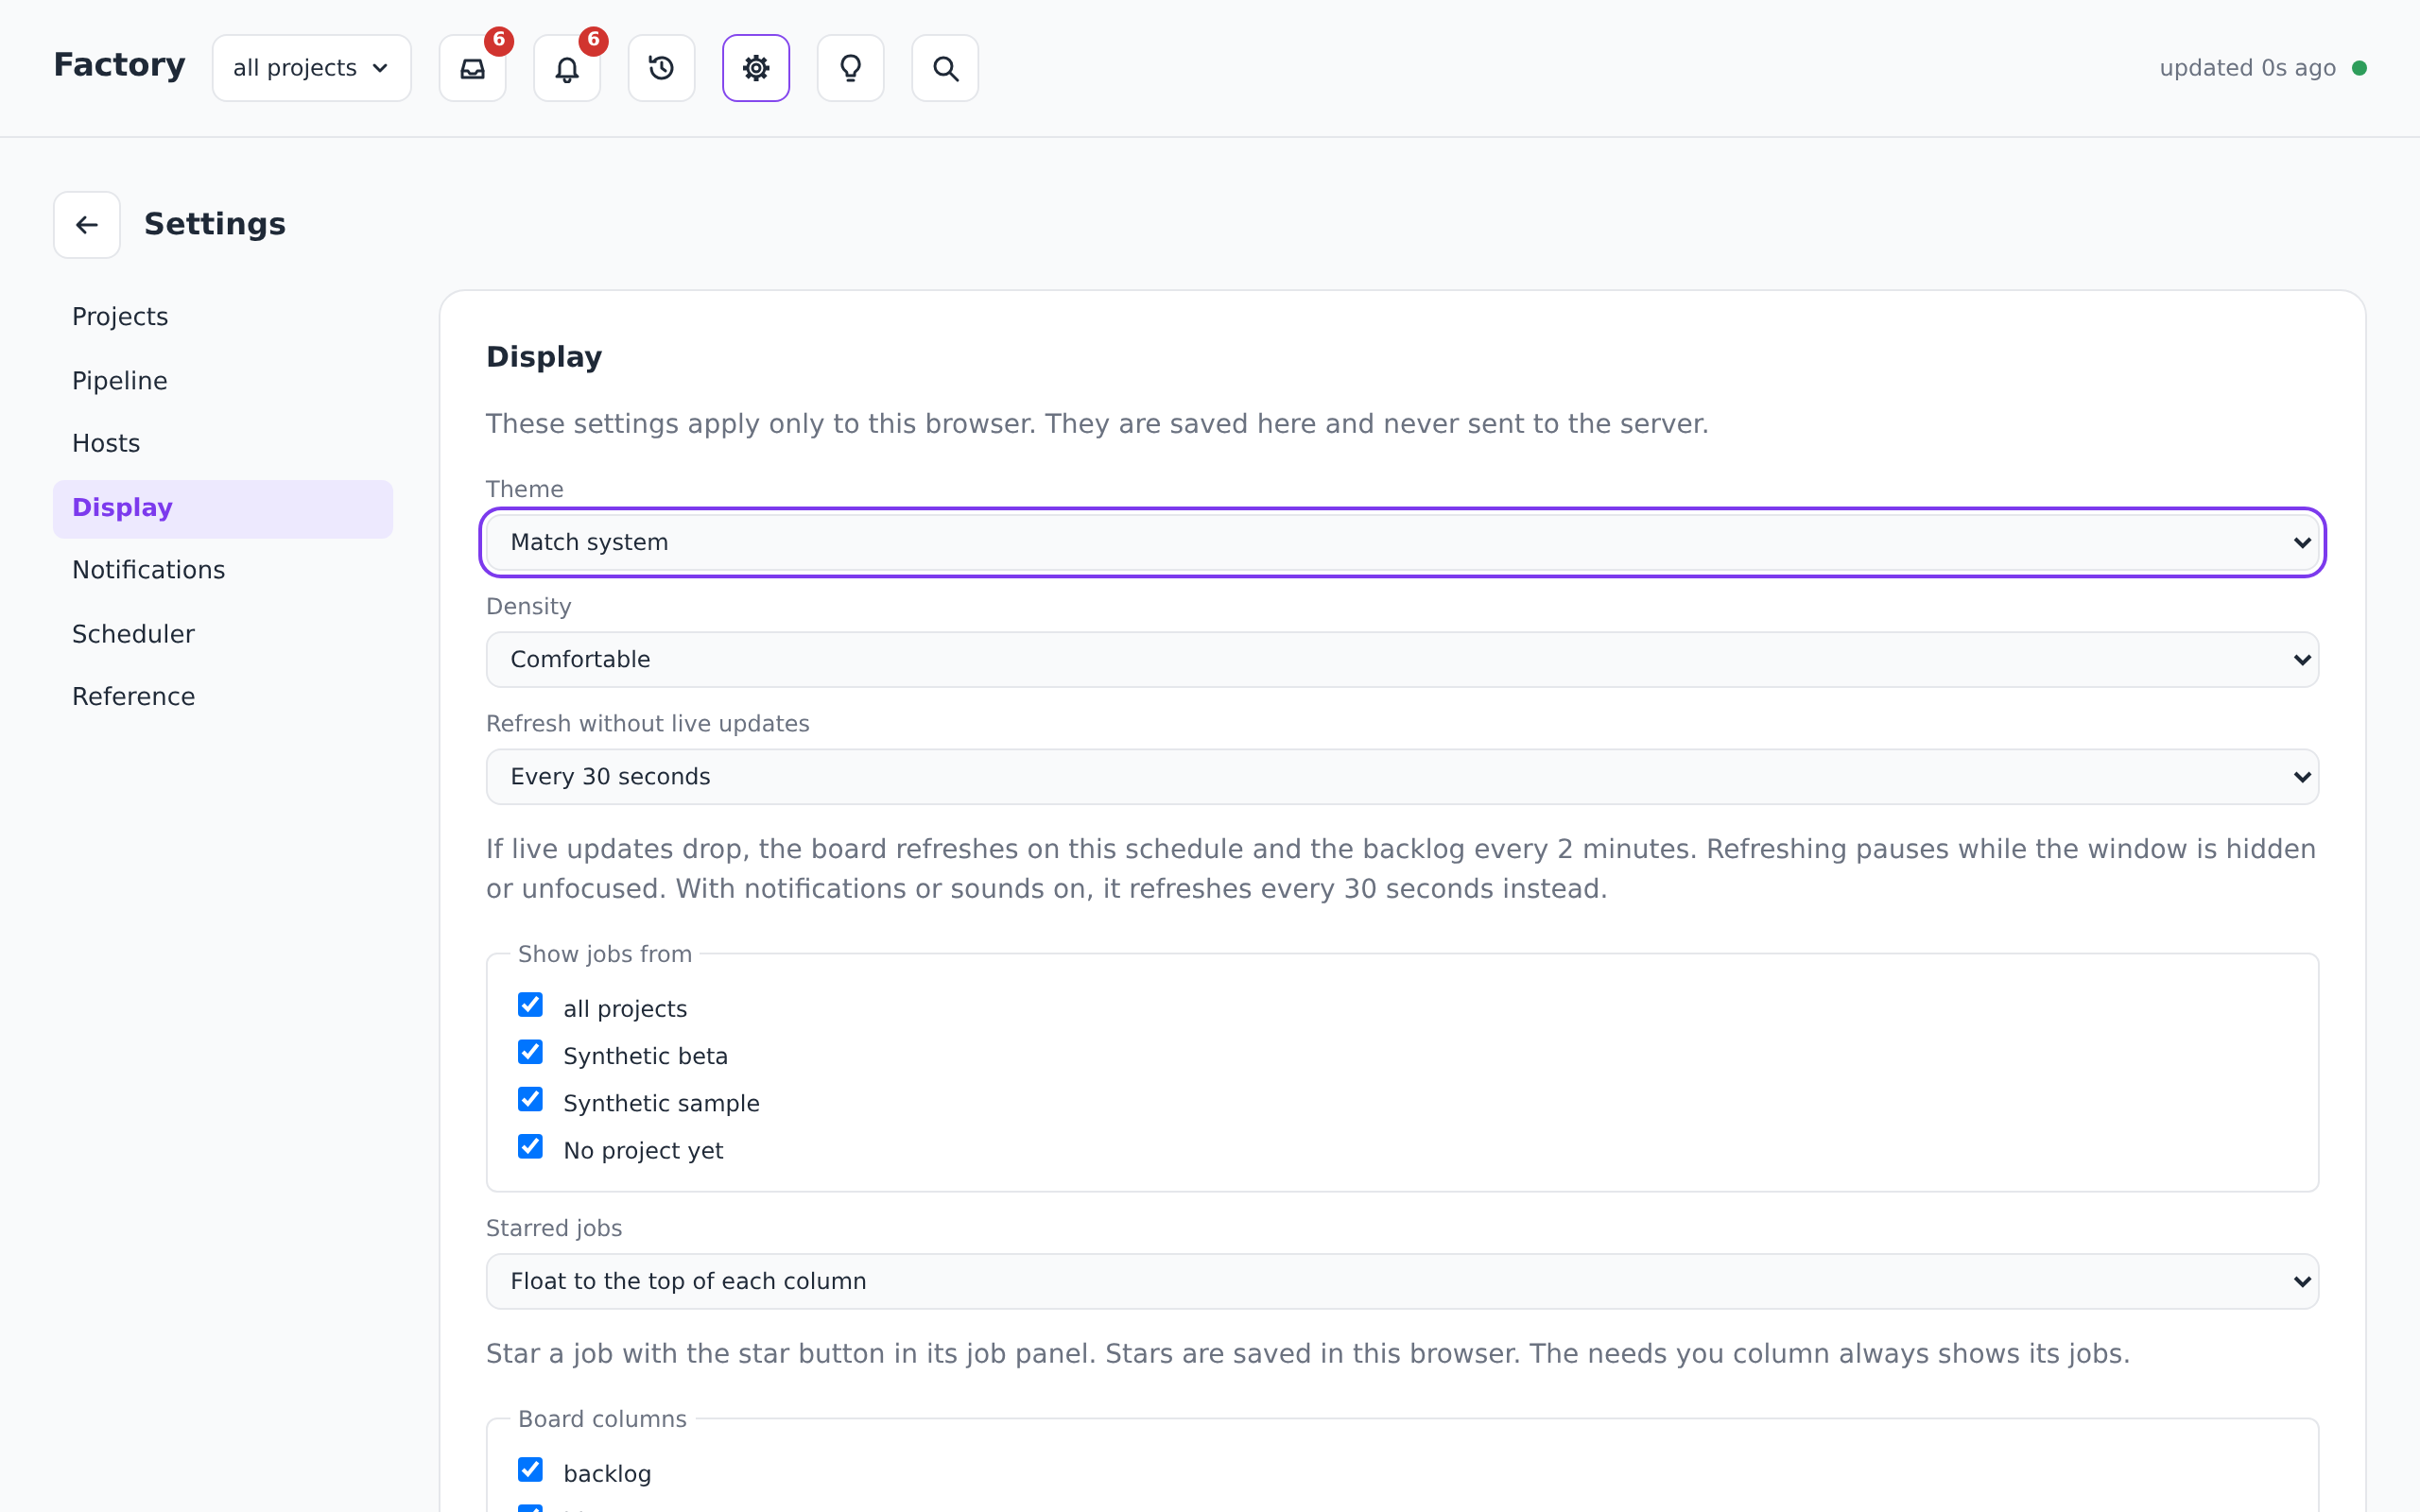 Factory
all projects
6
6
updated 0s ago
Settings
Projects
Pipeline
Hosts
Display
Notifications
Scheduler
Reference
Display
These settings apply only to this browser. They are saved here and never sent to the server.
Theme
Match system
Density
Comfortable
Refresh without live updates
Every 30 seconds
If live updates drop, the board refreshes on this schedule and the backlog every 2 minutes. Refreshing pauses while the window is hidden
or unfocused. With notifications or sounds on, it refreshes every 30 seconds instead.
Show jobs from
all projects
Synthetic beta
Synthetic sample
No project yet
Starred jobs
Float to the top of each column
Star a job with the star button in its job panel. Stars are saved in this browser. The needs you column always shows its jobs.
Board columns
backlog